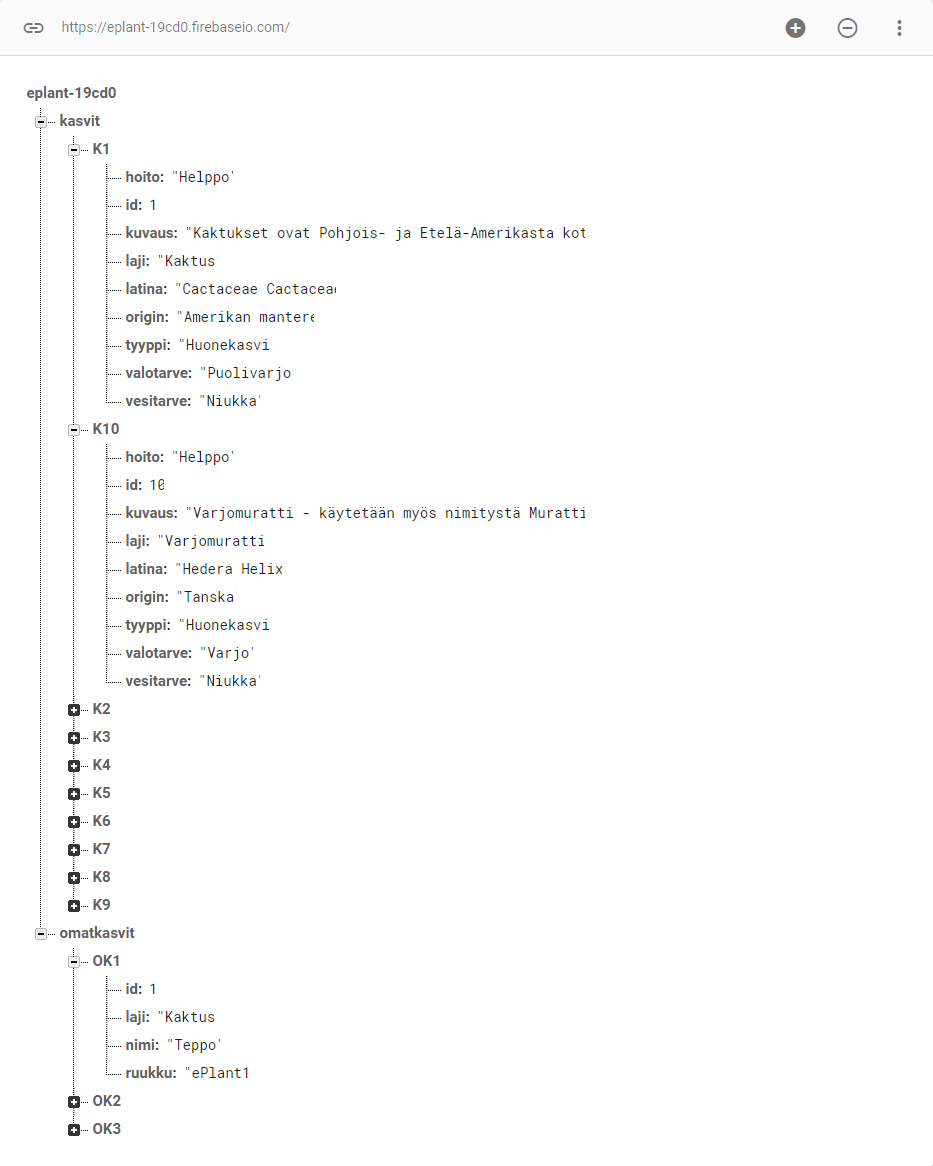 https://eplant-19cd0.firebaseio.com/
eplant-19cd0
kasvit
K1
hoito: "Helppo'
id: 1
kuvaus: "Kaktukset ovat Pohjois- ja Etelä-Amerikasta kot
laji: "Kaktus
latina: "Cactaceae Cactaceae
origin: "Amerikan mantere
tyyppi: "Huonekasvi
valotarve: "Puolivarjo
vesitarve: "Niukka'
K10
hoito: "Helppo'
id: 10
kuvaus: "Varjomuratti - käytetään myös nimitystä Muratti
laji: "Varjomuratti
latina: "Hedera Helix
origin: "Tanska
tyyppi: "Huonekasvi
valotarve: "Varjo'
vesitarve: "Niukka'
K2
K3
K4
K5
K6
K7
K8
K9
omatkasvit
OK1
id: 1
laji: "Kaktus
nimi: "Teppo'
ruukku: "ePlant1
OK2
OK3